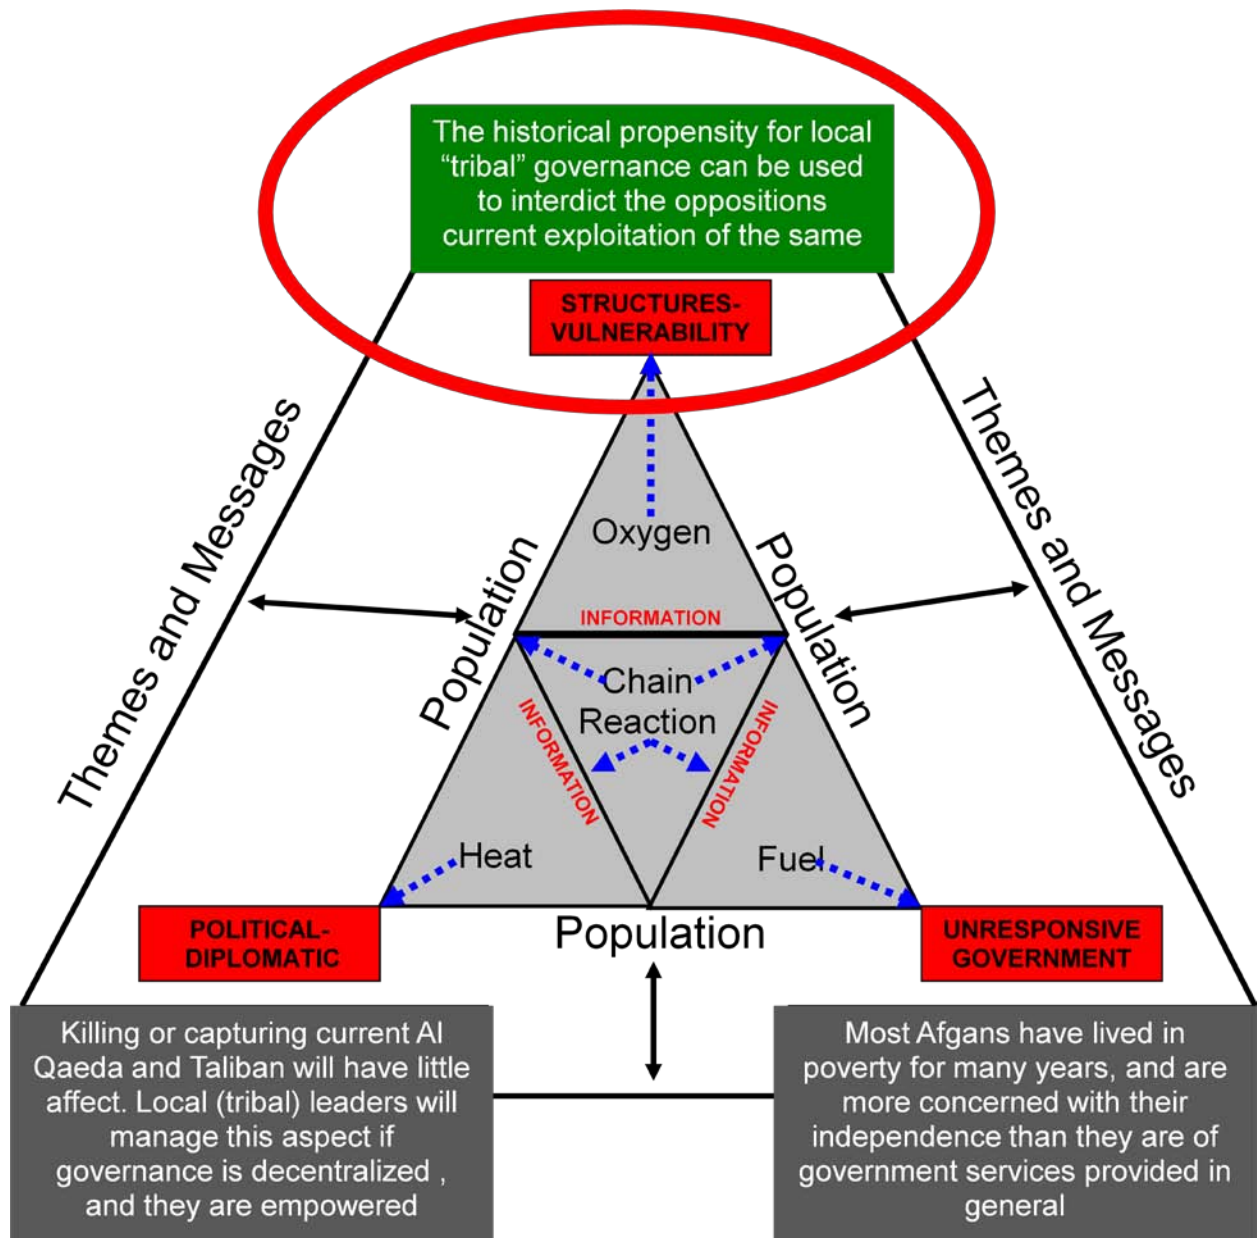 The historical propensity for local
“tribal” governance can be used
to interdict the oppositions
current exploitation of the same
STRUCTURES-
VULNERABILITY
Themes and Messages
Themes and Messages
Population
Population
Oxygen
INFORMATION
Chain
Reaction
INFORMATION
INFORMATION
Heat
Fuel
POLITICAL-
DIPLOMATIC
Population
UNRESPONSIVE
GOVERNMENT
Killing or capturing current Al
Qaeda and Taliban will have little
affect. Local (tribal) leaders will
manage this aspect if
governance is decentralized ,
and they are empowered
Most Afgans have lived in
poverty for many years, and are
more concerned with their
independence than they are of
government services provided in
general